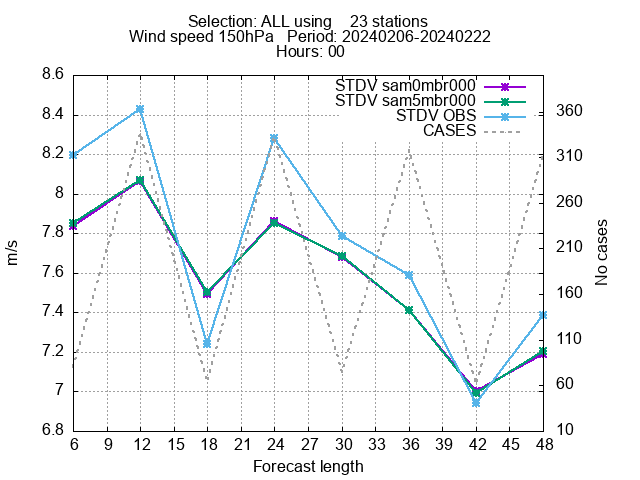 Selection: ALL using 23 stations
Wind speed 150hPa Period: 20240206-20240222
Hours: 00
STDV sam0mbr000
STDV sam5mbr000
STDV OBS
CASES
8.6
8.4
8.2
8
7.8
7.6
7.4
7.2
7
6.8
m/s
360
310
260
210
160
110
60
10
No cases
6 9 12 15 18 21 24 27 30 33 36 39 42 45 48
Forecast length